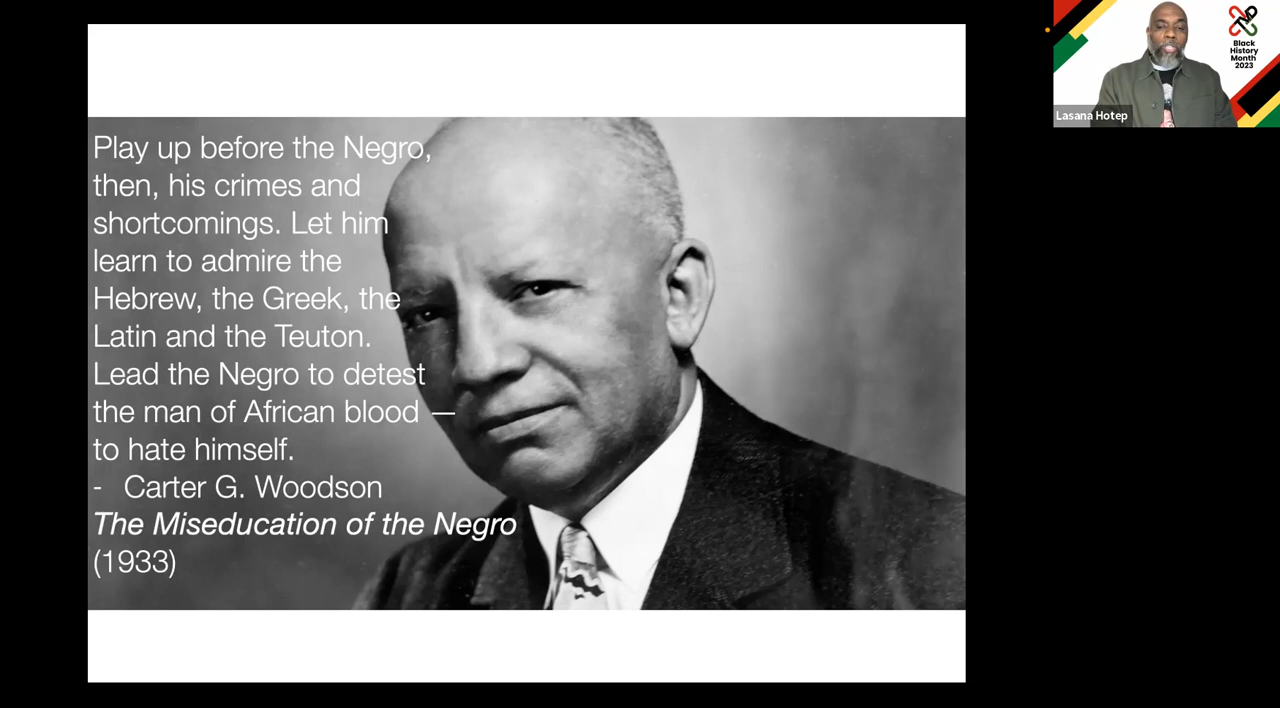 Play up before the Negro,
then, his crimes and
shortcomings. Let him
learn to admire the
Hebrew, the Greek, the
Latin and the Teuton.
Lead the Negro to detest
the man of African blood —
to hate himself.
- Carter G. Woodson
The Miseducation of the Negro
(1933)
Black
History
Month
2023
Lasana Hotep